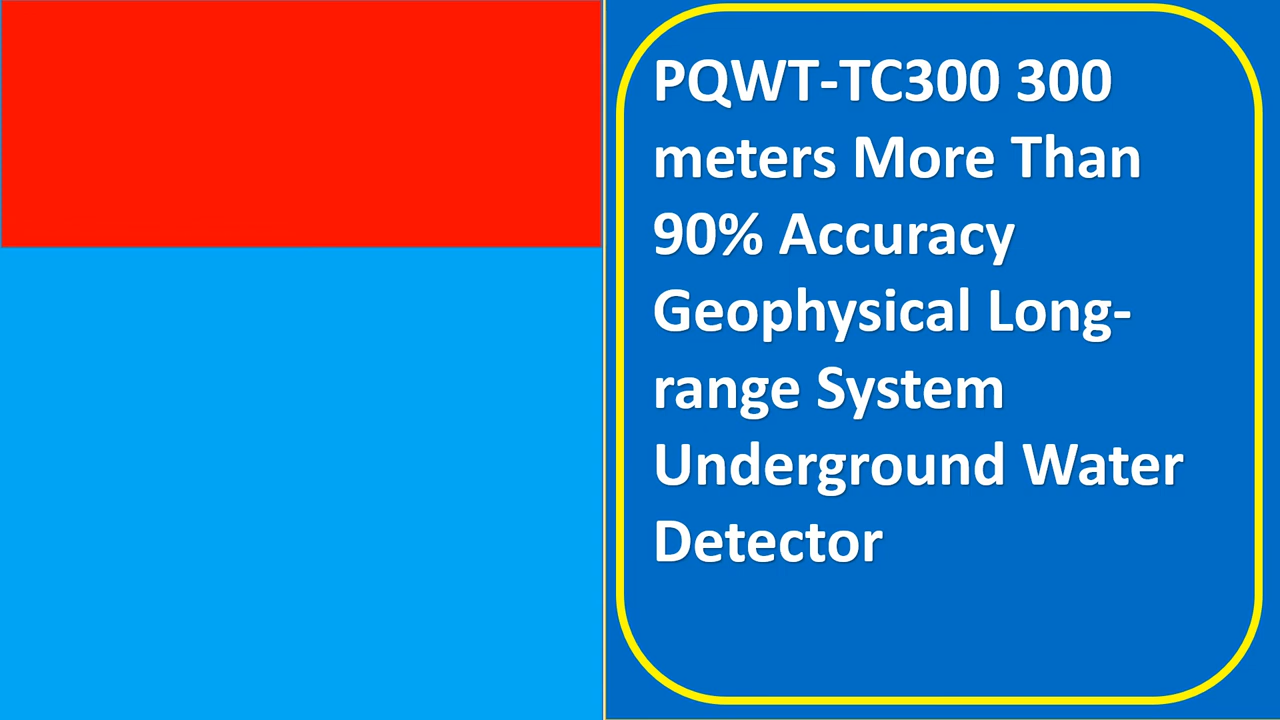 PQWT-TC300 300
meters More Than
90% Accuracy
Geophysical Long-
range System
Underground Water
Detector